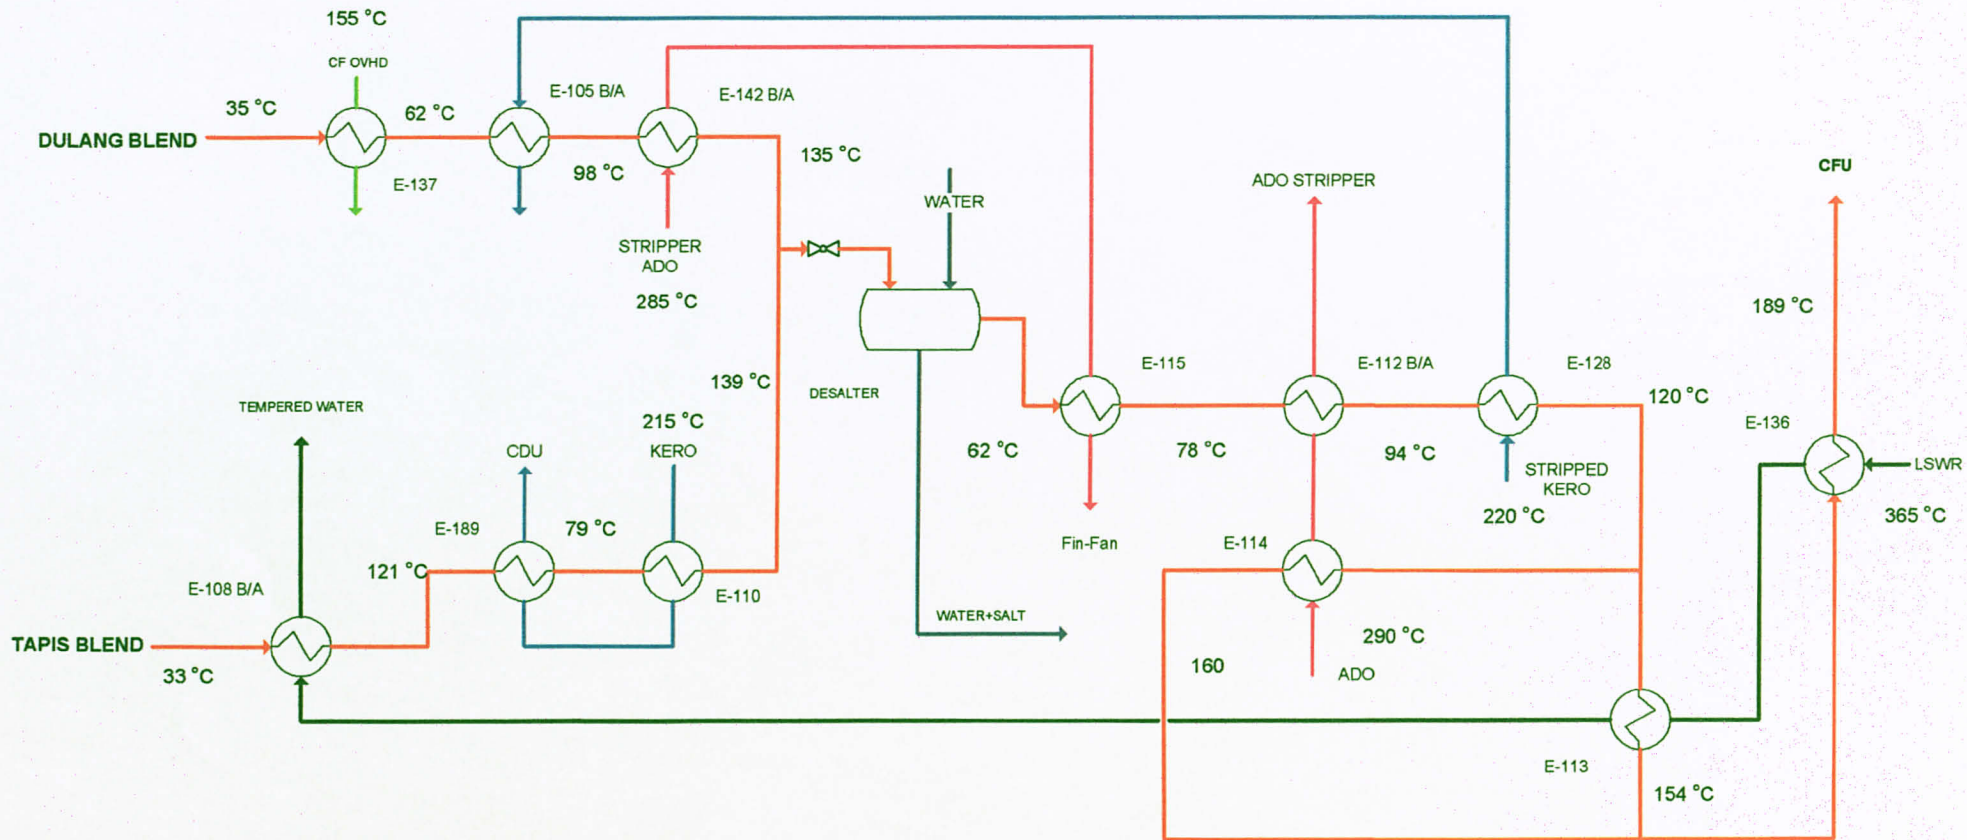 155 °C
CF OVHD
35 °C
62 °C
E-105 B/A
E-142 B/A
DULANG BLEND
135 °C
98 °C
E-137
CFU
ADO STRIPPER
WATER
STRIPPER
ADO
285 °C
189 °C
E-115
E-112 B/A
E-128
139 °C
DESALTER
120 °C
TEMPERED WATER
215 °C
E-136
CDU
KERO
62 °C
78 °C
94 °C
STRIPPED
KERO
LSWR
220 °C
365 °C
E-189
79 °C
Fin-Fan
E-114
121 °C
E-108 B/A
E-110
WATER+SALT
290 °C
TAPIS BLEND
33 °C
160
ADO
E-113
154 °C